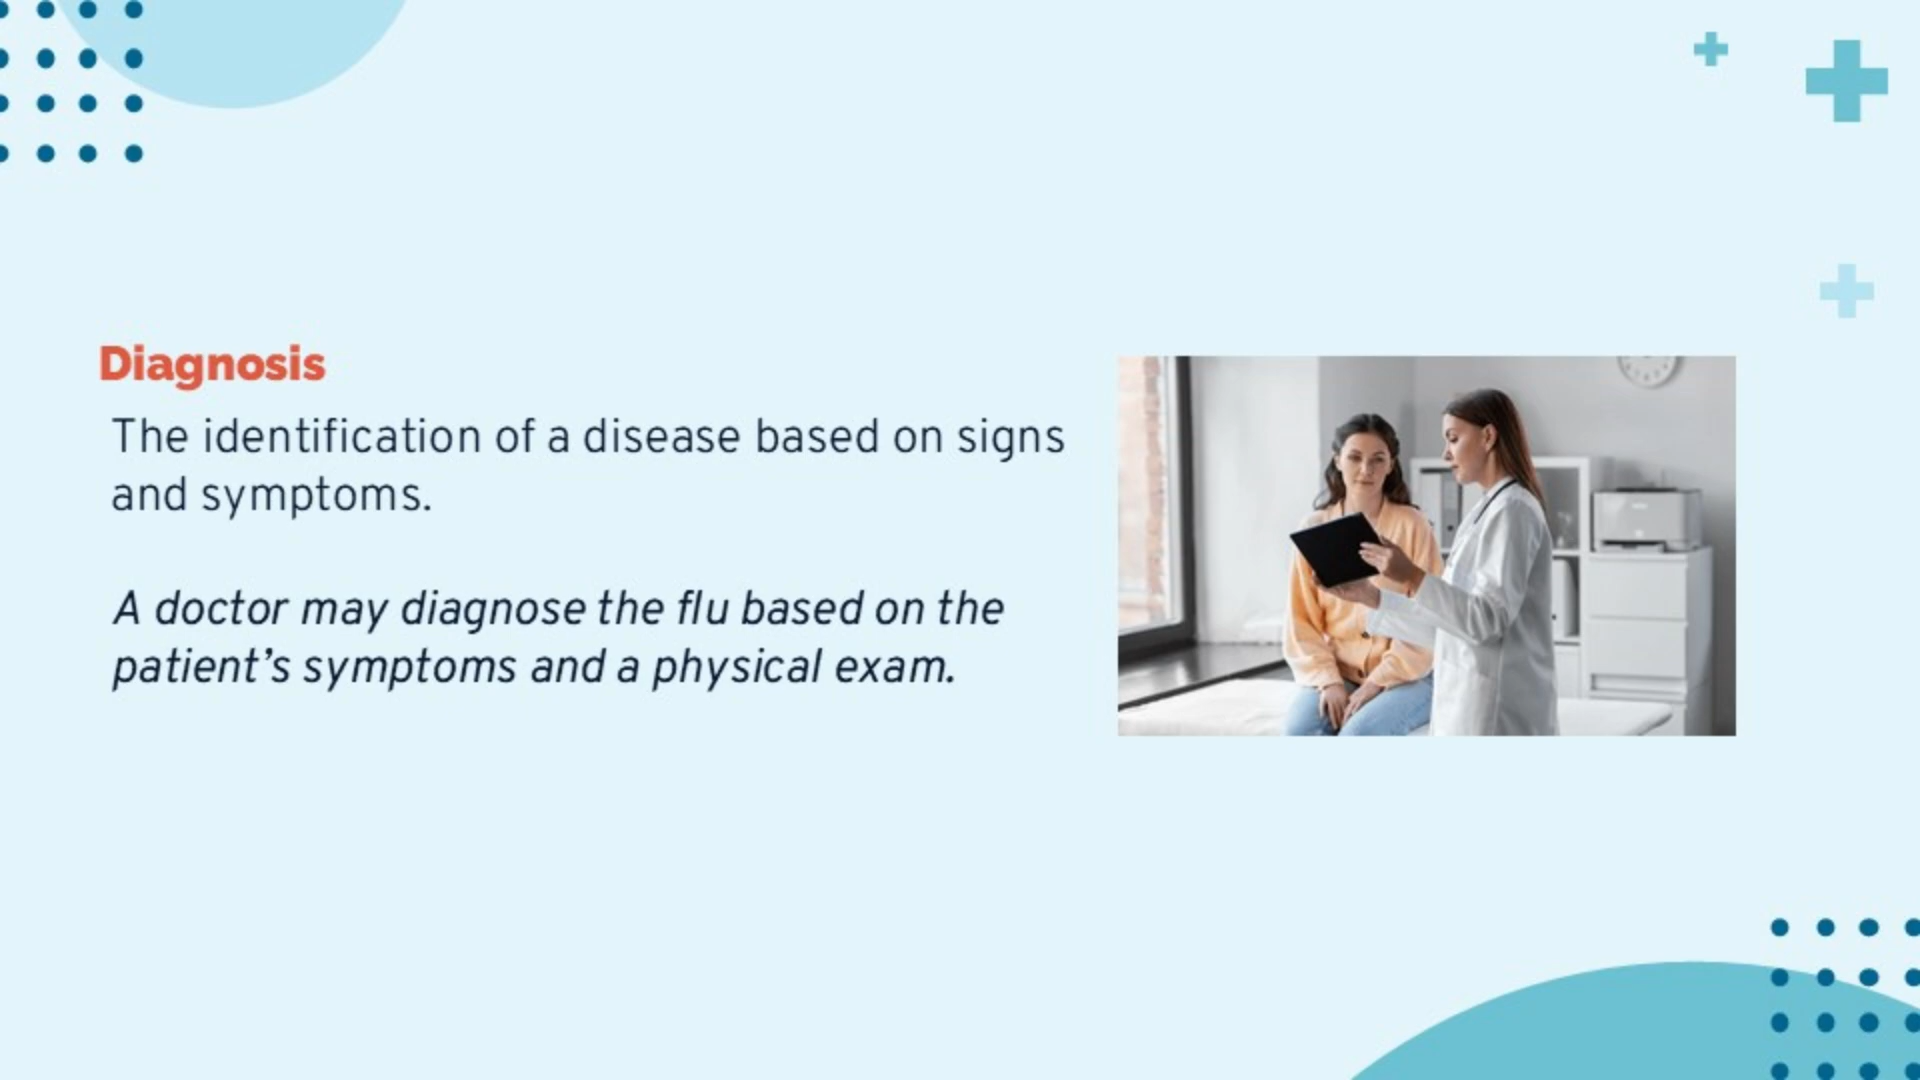 Diagnosis
The identification of a disease based on signs
and symptoms.
A doctor may diagnose the flu based on the
patient’s symptoms and a physical exam.